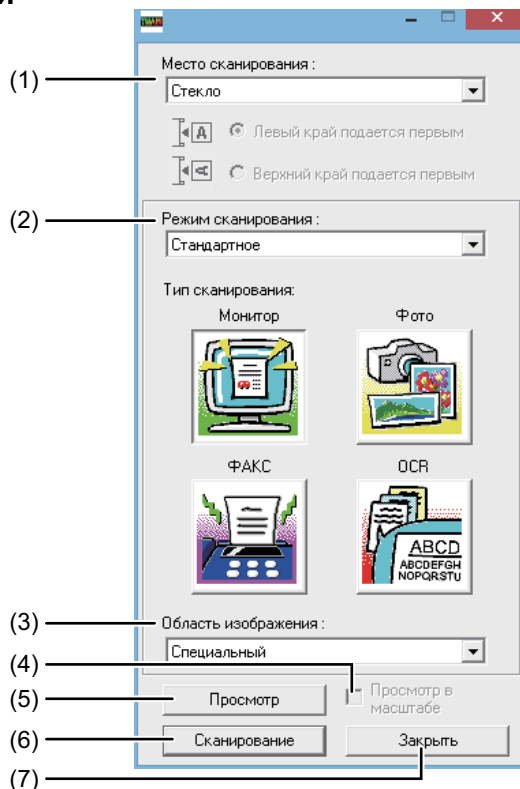 TWAIN
(1)
Место сканирования :
Стекло
A
Левый край подается первым
A
Верхний край подается первым
(2)
Режим сканирования :
Стандартное
Тип сканирования:
Монитор
Фото
ФАКС
OCR
ABCD
ABCDEFGH
NOPQRSTU
(3)
Область изображения :
Специальный
(4)
(5)
Просмотр
Просмотр в
масштабе
(6)
Сканирование
Закрыть
(7)